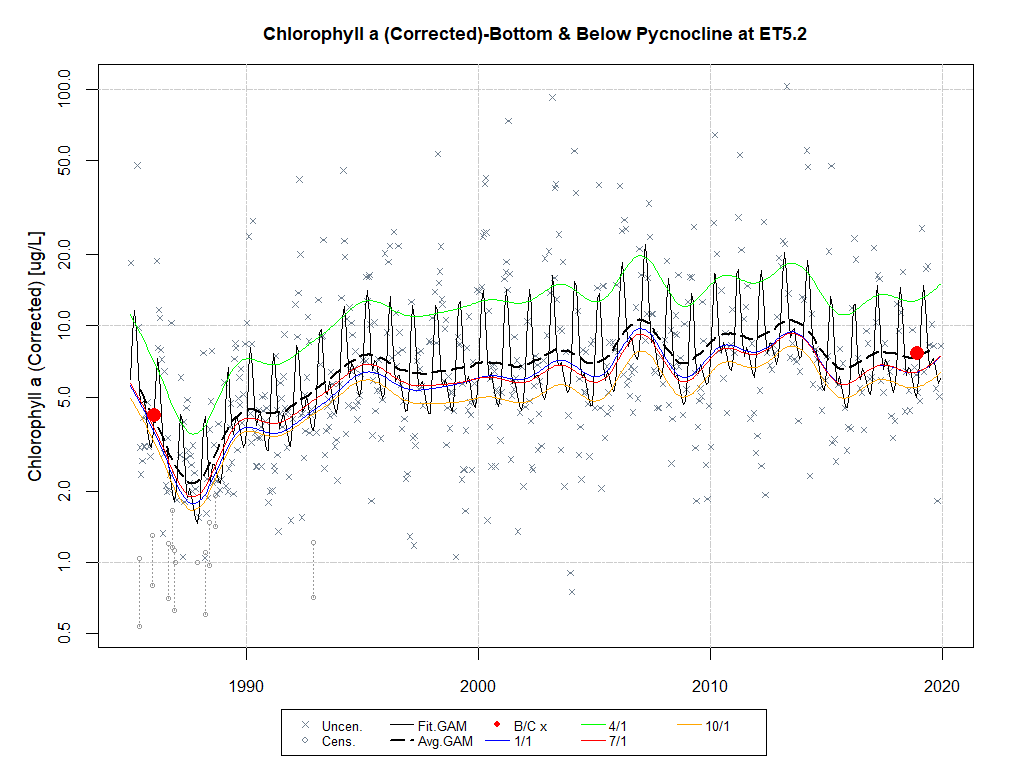 Chlorophyll a (Corrected)-Bottom & Below Pycnocline at ET5.2
Chlorophyll a (Corrected) [ug/L]
100.0
50.0
20.0
10.0
5.0
2.0
1.0
0.5
1990 2000 2010 2020
Uncen. Fit.GAM B/C x 4/1 10/1
Cens. Avg.GAM 1/1 7/1